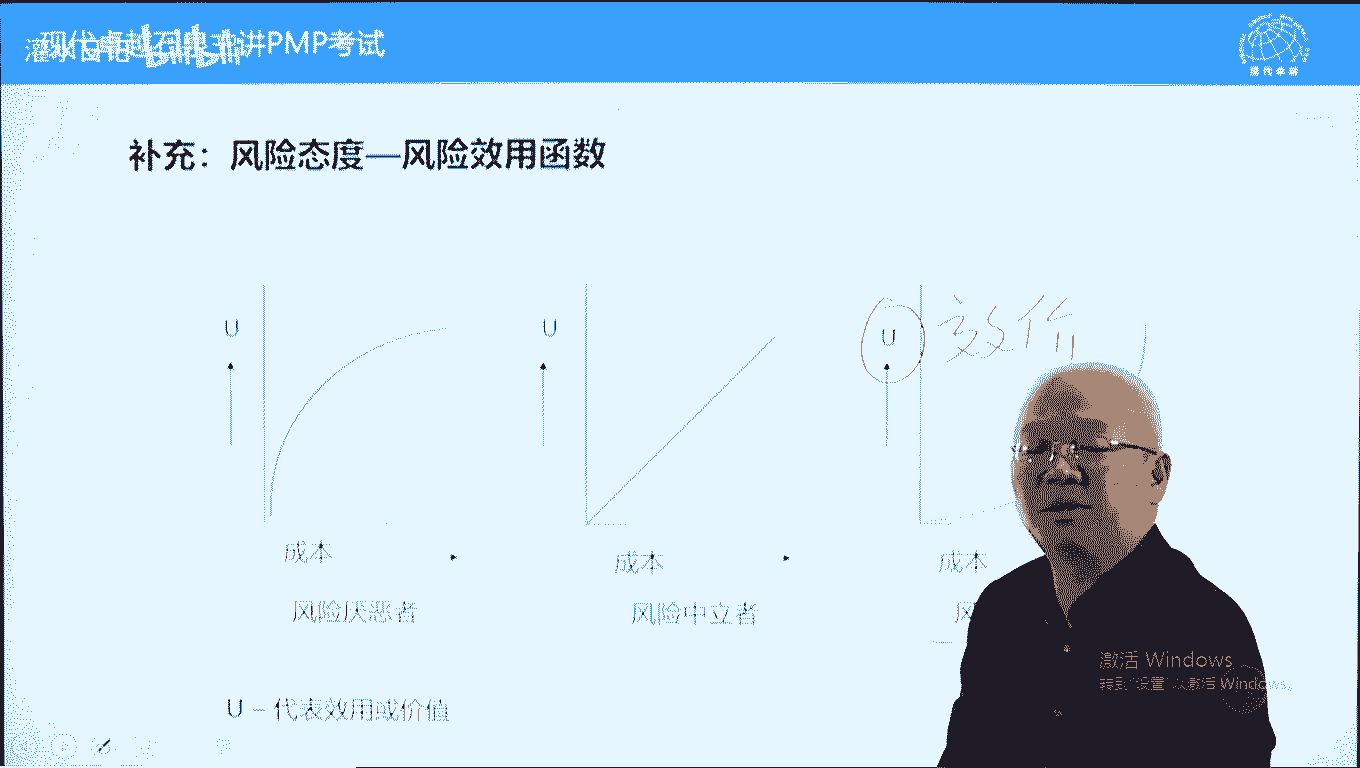 讲PMP考试
现代卓越
补充：风险态度—风险效用函数
U
U
U
效价
成本
成本
成本
风险厌恶者
风险中立者
风
激活 Windows
转到"设置"以激活 Windows。
U – 代表效用或价值